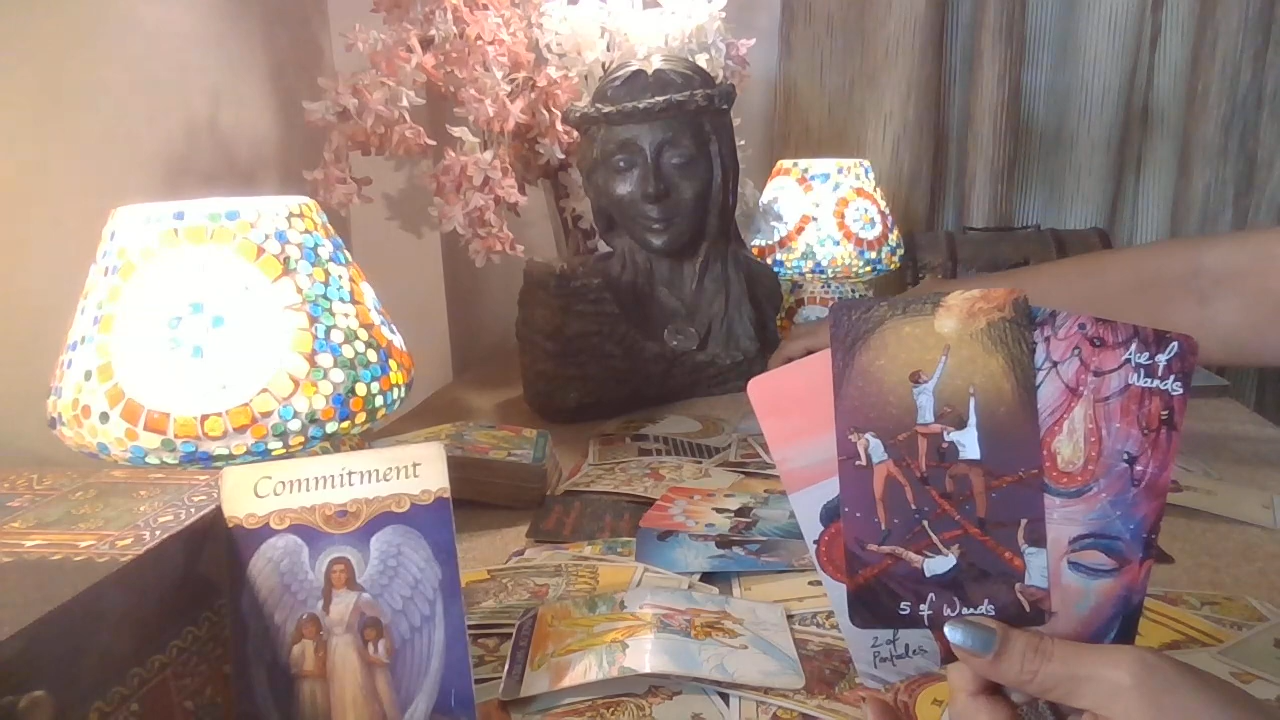 Commitment
Ace of
Wands
5 of Wands
2 of
Pentacles